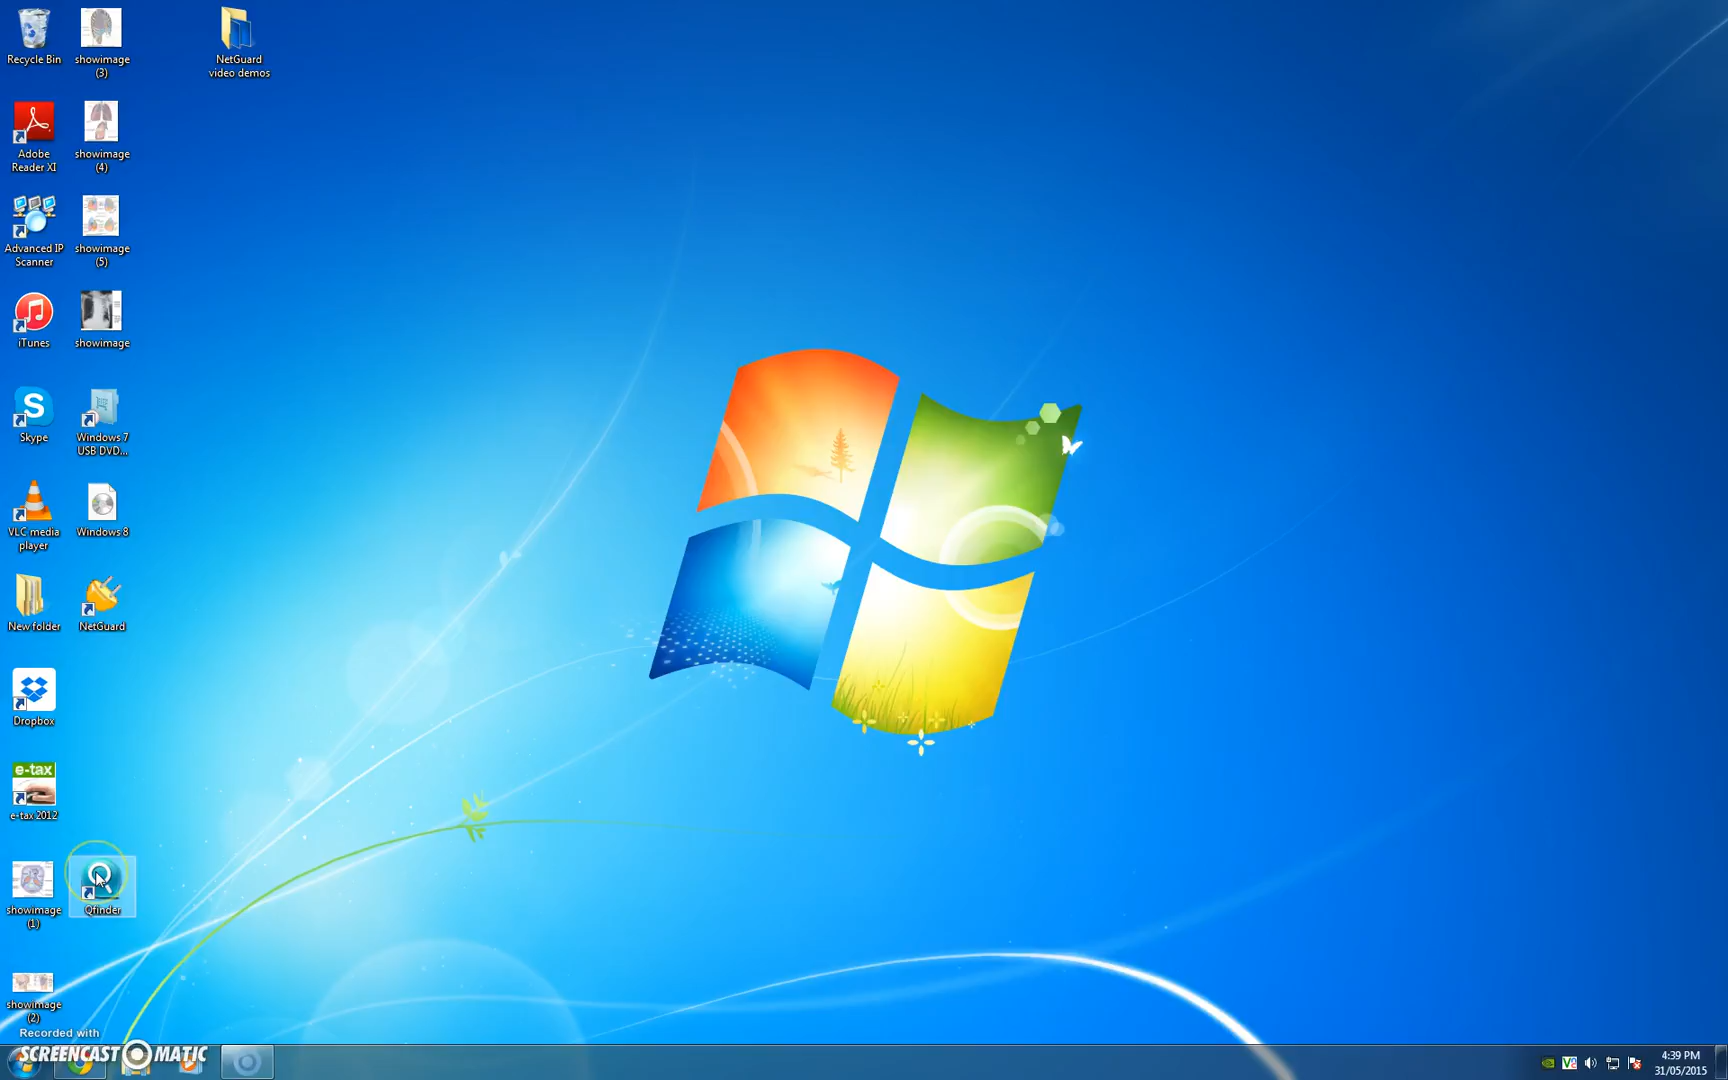 Recycle Bin
showimage
(3)
NetGuard
video demos
Adobe
Reader XI
showimage
(4)
Advanced IP
Scanner
showimage
(5)
iTunes
showimage
Skype
Windows 7
USB DVD...
VLC media
player
Windows 8
New folder
NetGuard
Dropbox
e-tax
e-tax 2012
showimage
(1)
Qfinder
showimage
(2)
Recorded with
SCREENCAST MATIC
4:39 PM
31/05/2015